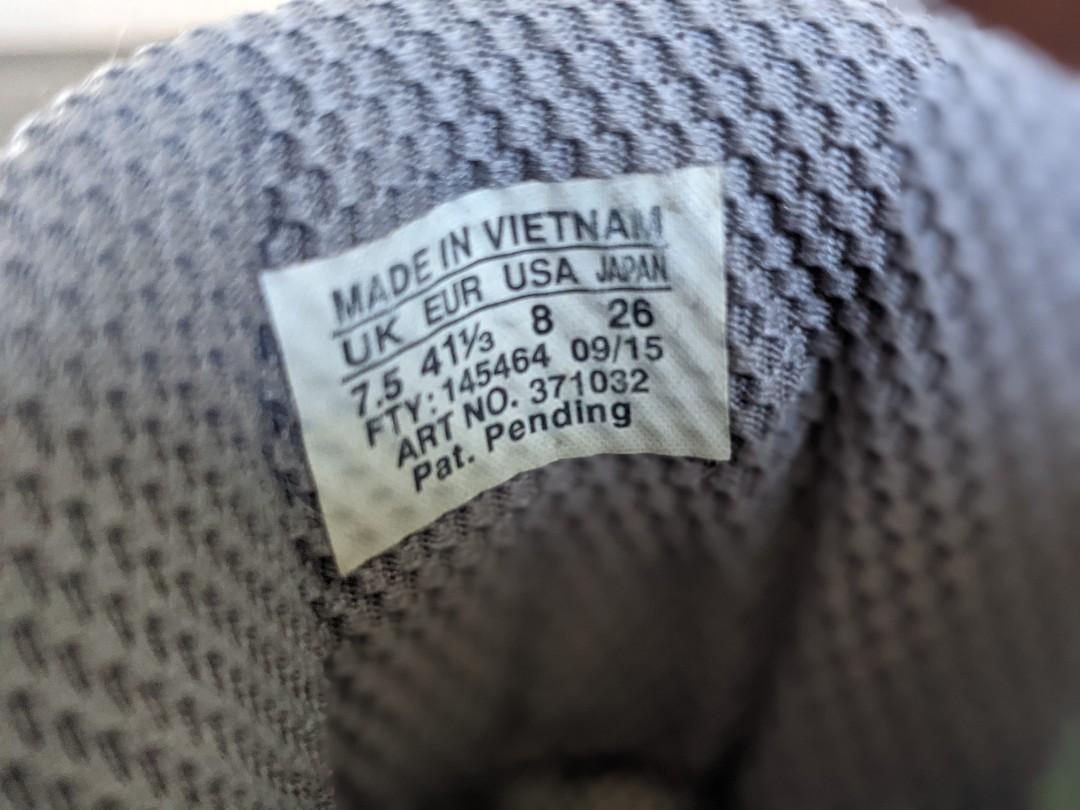 MADE IN VIETNAM
UK EUR USA JAPAN
7.5 41⅓ 8 26
FTY: 145464 09/15
ART NO. 371032
Pat. Pending